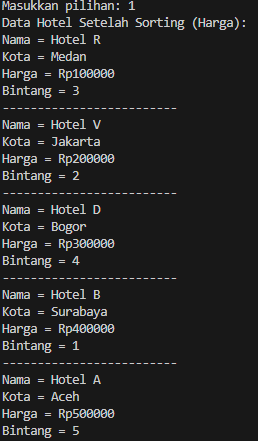 Masukkan pilihan: 1
Data Hotel Setelah Sorting (Harga):
Nama = Hotel R
Kota = Medan
Harga = Rp100000
Bintang = 3
---------------------------
Nama = Hotel V
Kota = Jakarta
Harga = Rp200000
Bintang = 2
---------------------------
Nama = Hotel D
Kota = Bogor
Harga = Rp300000
Bintang = 4
---------------------------
Nama = Hotel B
Kota = Surabaya
Harga = Rp400000
Bintang = 1
---------------------------
Nama = Hotel A
Kota = Aceh
Harga = Rp500000
Bintang = 5